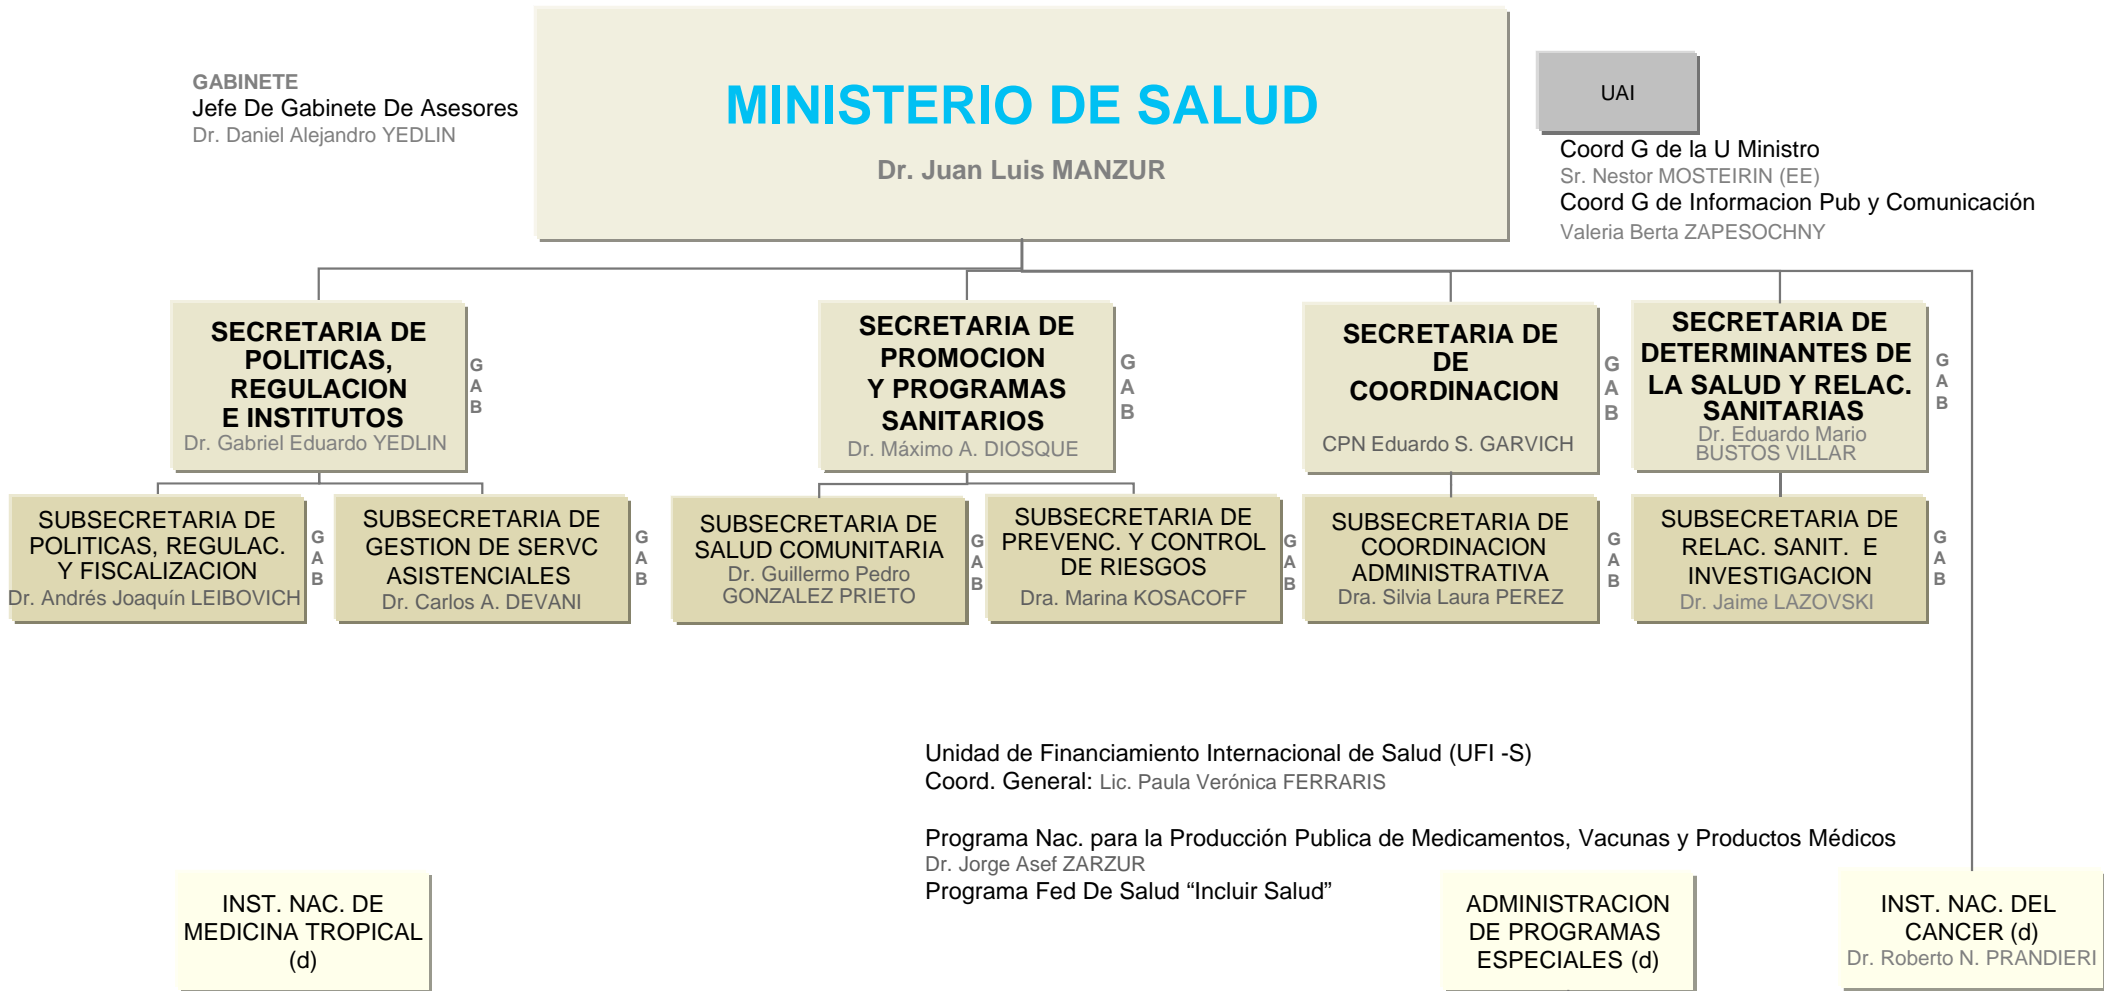 GABINETE
Jefe De Gabinete De Asesores
Dr. Daniel Alejandro YEDLIN
MINISTERIO DE SALUD
Dr. Juan Luis MANZUR
UAI
Coord G de la U Ministro
Sr. Nestor MOSTEIRIN (EE)
Coord G de Informacion Pub y Comunicación
Valeria Berta ZAPESOCHNY
SECRETARIA DE
POLITICAS,
REGULACION
E INSTITUTOS
Dr. Gabriel Eduardo YEDLIN
G
A
B
SECRETARIA DE
PROMOCION
Y PROGRAMAS
SANITARIOS
Dr. Máximo A. DIOSQUE
G
A
B
SECRETARIA DE
DE
COORDINACION
CPN Eduardo S. GARVICH
G
A
B
SECRETARIA DE
DETERMINANTES DE
LA SALUD Y RELAC.
SANITARIAS
Dr. Eduardo Mario
BUSTOS VILLAR
G
A
B
SUBSECRETARIA DE
POLITICAS, REGULAC.
Y FISCALIZACION
Dr. Andrés Joaquín LEIBOVICH
G
A
B
SUBSECRETARIA DE
GESTION DE SERVC
ASISTENCIALES
Dr. Carlos A. DEVANI
G
A
B
SUBSECRETARIA DE
SALUD COMUNITARIA
Dr. Guillermo Pedro
GONZALEZ PRIETO
G
A
B
SUBSECRETARIA DE
PREVENC. Y CONTROL
DE RIESGOS
Dra. Marina KOSACOFF
G
A
B
SUBSECRETARIA DE
COORDINACION
ADMINISTRATIVA
Dra. Silvia Laura PEREZ
G
A
B
SUBSECRETARIA DE
RELAC. SANIT. E
INVESTIGACION
Dr. Jaime LAZOVSKI
G
A
B
Unidad de Financiamiento Internacional de Salud (UFI -S)
Coord. General: Lic. Paula Verónica FERRARIS
Programa Nac. para la Producción Publica de Medicamentos, Vacunas y Productos Médicos
Dr. Jorge Asef ZARZUR
Programa Fed De Salud “Incluir Salud”
INST. NAC. DE
MEDICINA TROPICAL
(d)
ADMINISTRACION
DE PROGRAMAS
ESPECIALES (d)
INST. NAC. DEL
CANCER (d)
Dr. Roberto N. PRANDIERI